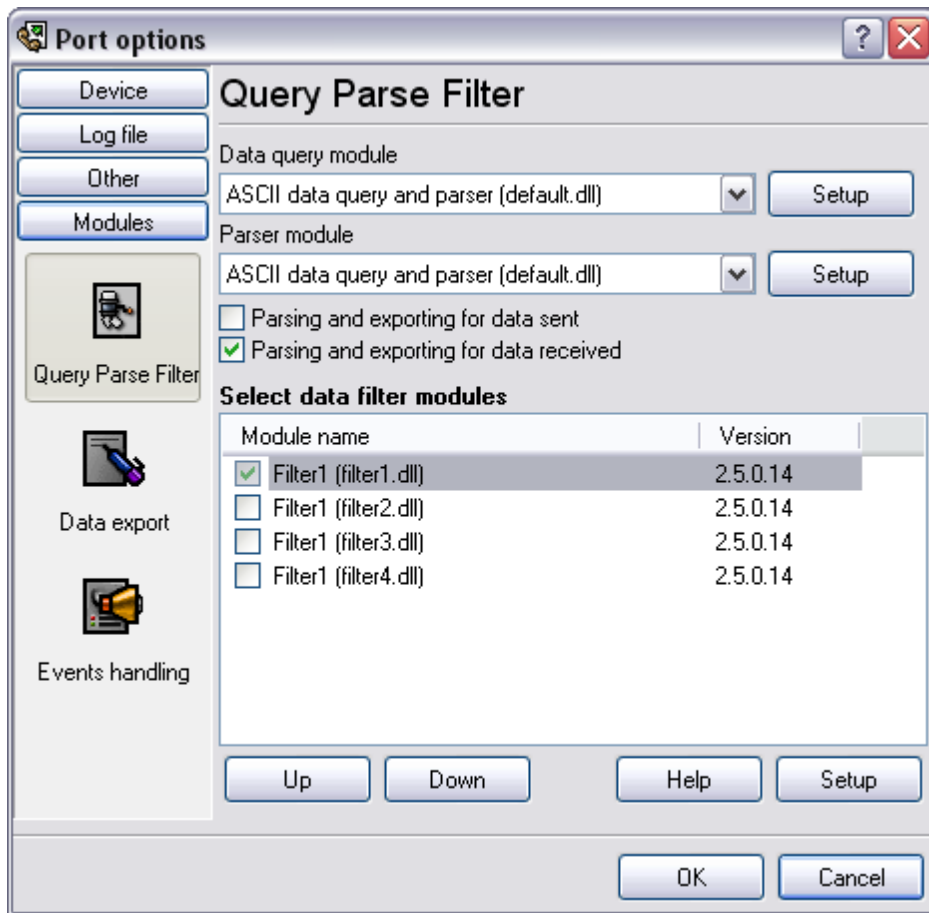 Port options
?
Device
Log file
Other
Modules
Query Parse Filter
Data export
Events handling
Query Parse Filter
Data query module
ASCII data query and parser (default.dll) Setup
Parser module
ASCII data query and parser (default.dll) Setup
Parsing and exporting for data sent
Parsing and exporting for data received
Select data filter modules
Module name Version
Filter1 (filter1.dll) 2.5.0.14
Filter1 (filter2.dll) 2.5.0.14
Filter1 (filter3.dll) 2.5.0.14
Filter1 (filter4.dll) 2.5.0.14
Up Down Help Setup
OK Cancel